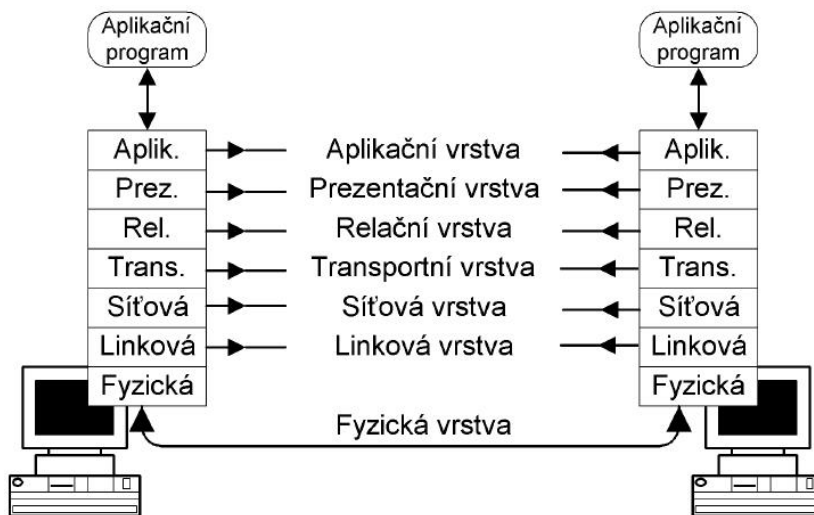 Aplikační
program
Aplikační
program
Aplik.
Aplikační vrstva
Aplik.
Prez.
Prezentační vrstva
Prez.
Rel.
Relační vrstva
Rel.
Trans.
Transportní vrstva
Trans.
Síťová
Síťová vrstva
Síťová
Linková
Linková vrstva
Linková
Fyzická
Fyzická
Fyzická vrstva